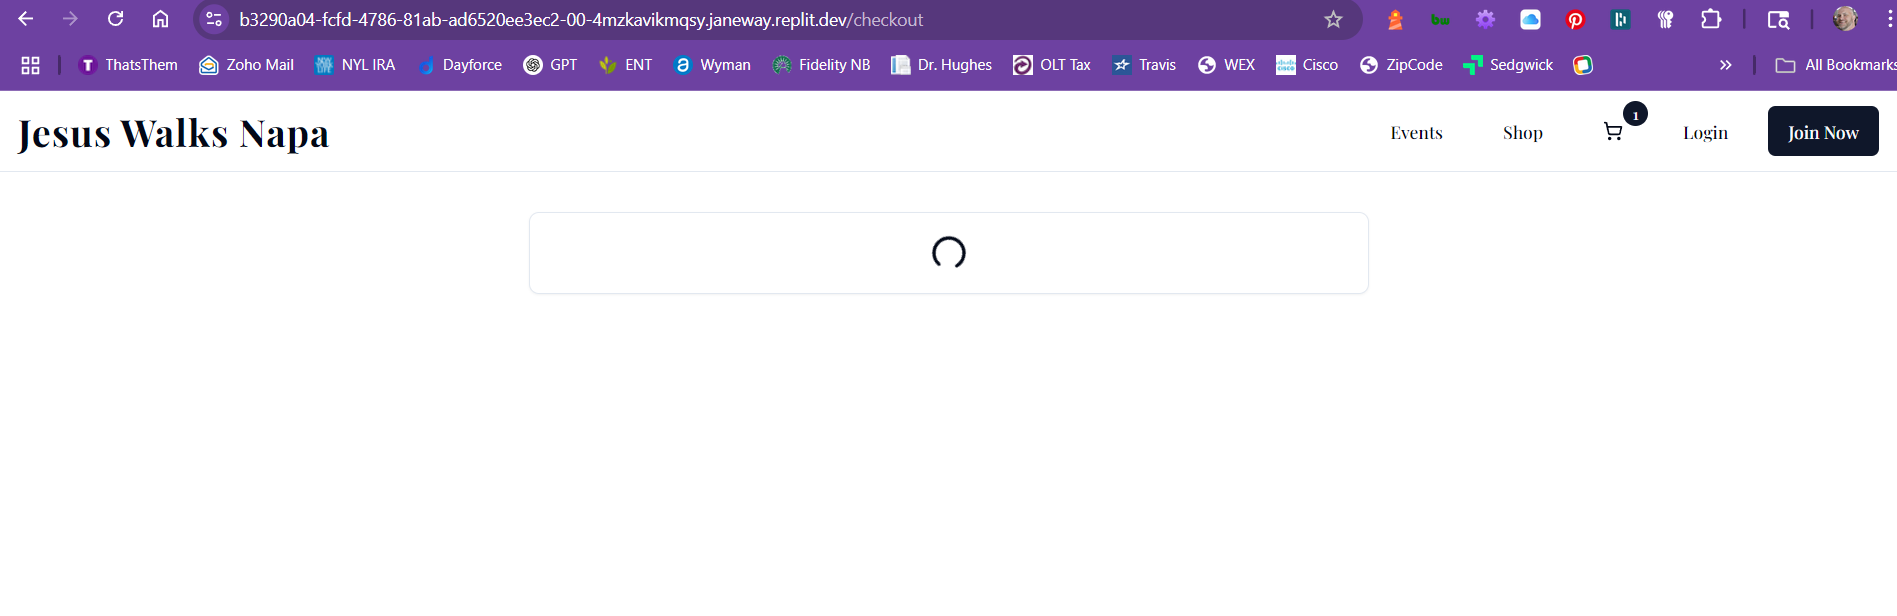 b3290a04-fcfd-4786-81ab-ad6520ee3ec2-00-4mzkavikmqsy.janeway.replit.dev/checkout
ThatsThem Zoho Mail NYL IRA Dayforce GPT ENT Wyman Fidelity NB Dr. Hughes OLT Tax Travis WEX Cisco ZipCode Sedgwick » All Bookmarks
Jesus Walks Napa Events Shop 1 Login Join Now